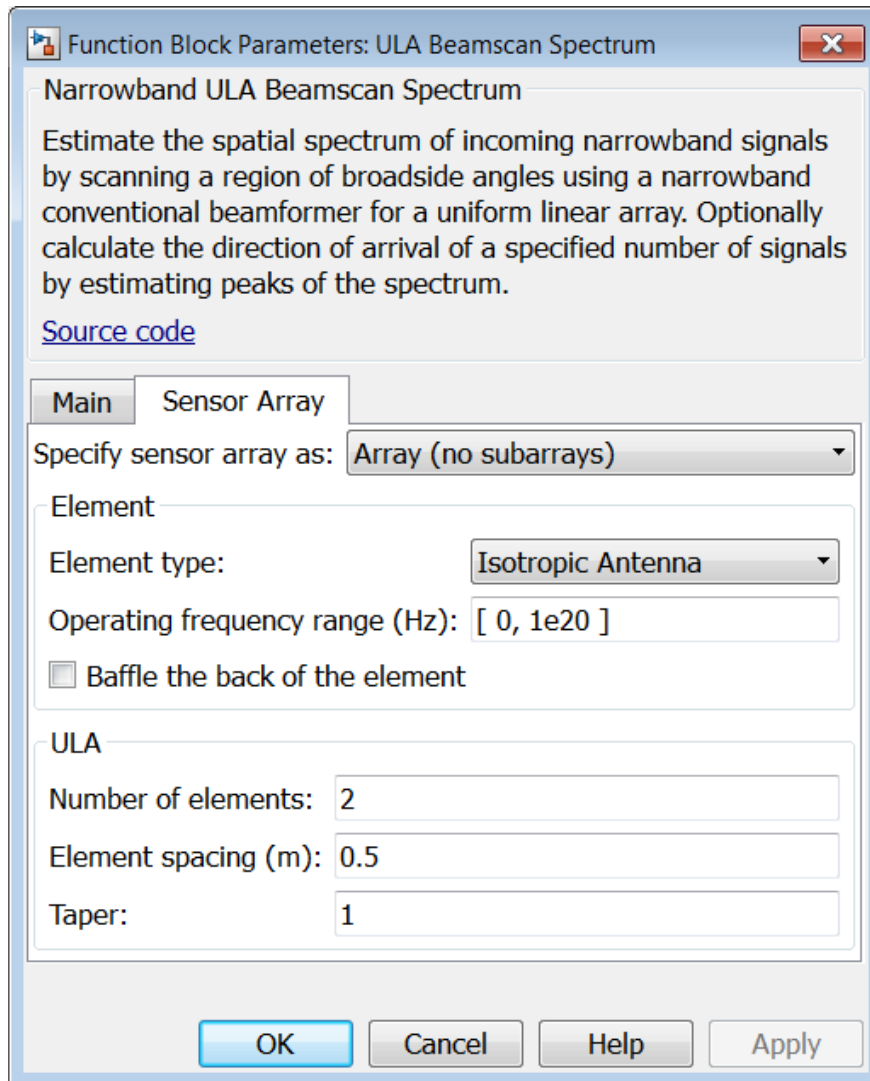 Function Block Parameters: ULA Beamscan Spectrum
Narrowband ULA Beamscan Spectrum
Estimate the spatial spectrum of incoming narrowband signals
by scanning a region of broadside angles using a narrowband
conventional beamformer for a uniform linear array. Optionally
calculate the direction of arrival of a specified number of signals
by estimating peaks of the spectrum.
Source code
Main Sensor Array
Specify sensor array as: Array (no subarrays)
Element
Element type: Isotropic Antenna
Operating frequency range (Hz): [ 0, 1e20 ]
Baffle the back of the element
ULA
Number of elements: 2
Element spacing (m): 0.5
Taper: 1
OK Cancel Help Apply